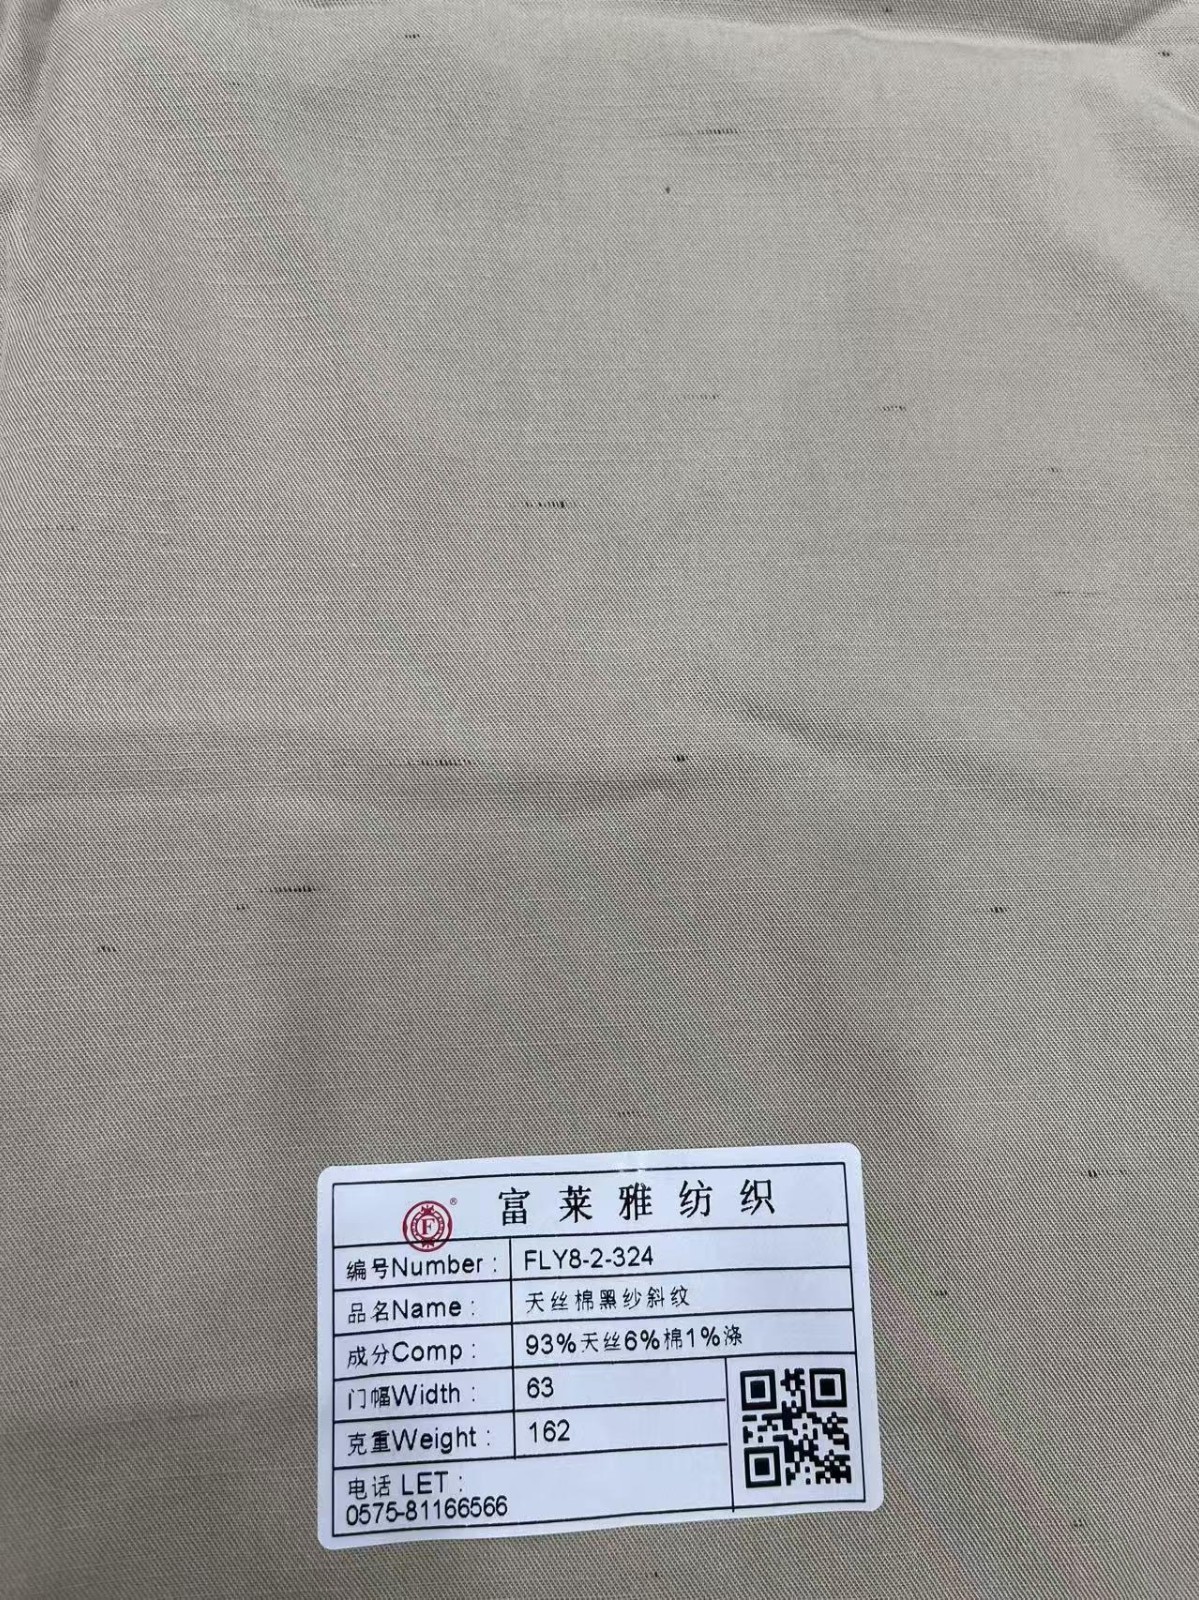 F ®
富莱雅纺织
编号Number： FLY8-2-324
品名Name： 天丝棉黑纱斜纹
成分Comp： 93%天丝6%棉1%涤
门幅Width： 63
克重Weight： 162
电话 LET：
0575-81166566